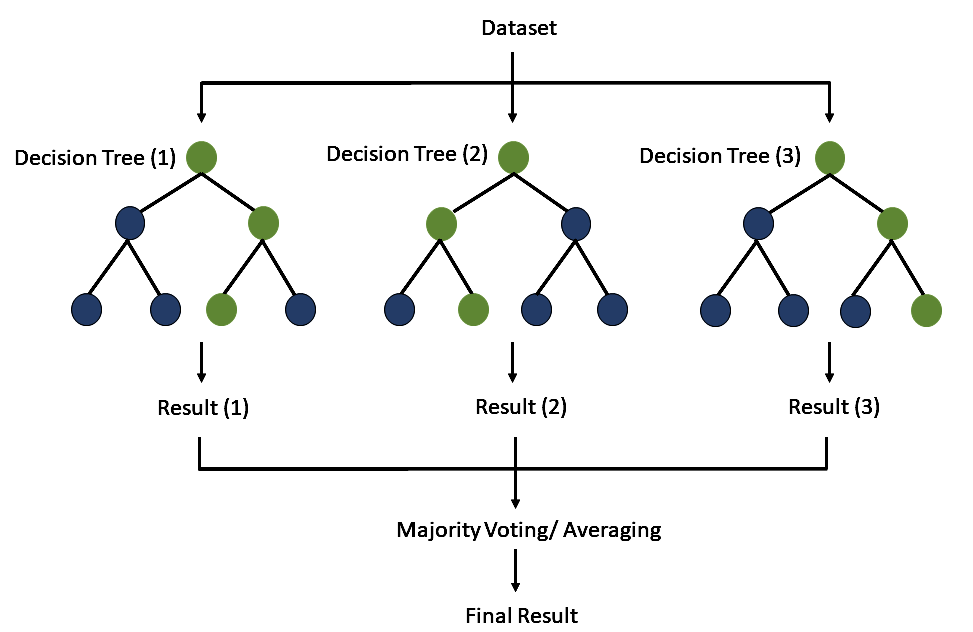 Dataset
Decision Tree (1)
Decision Tree (2)
Decision Tree (3)
Result (1)
Result (2)
Result (3)
Majority Voting/ Averaging
Final Result